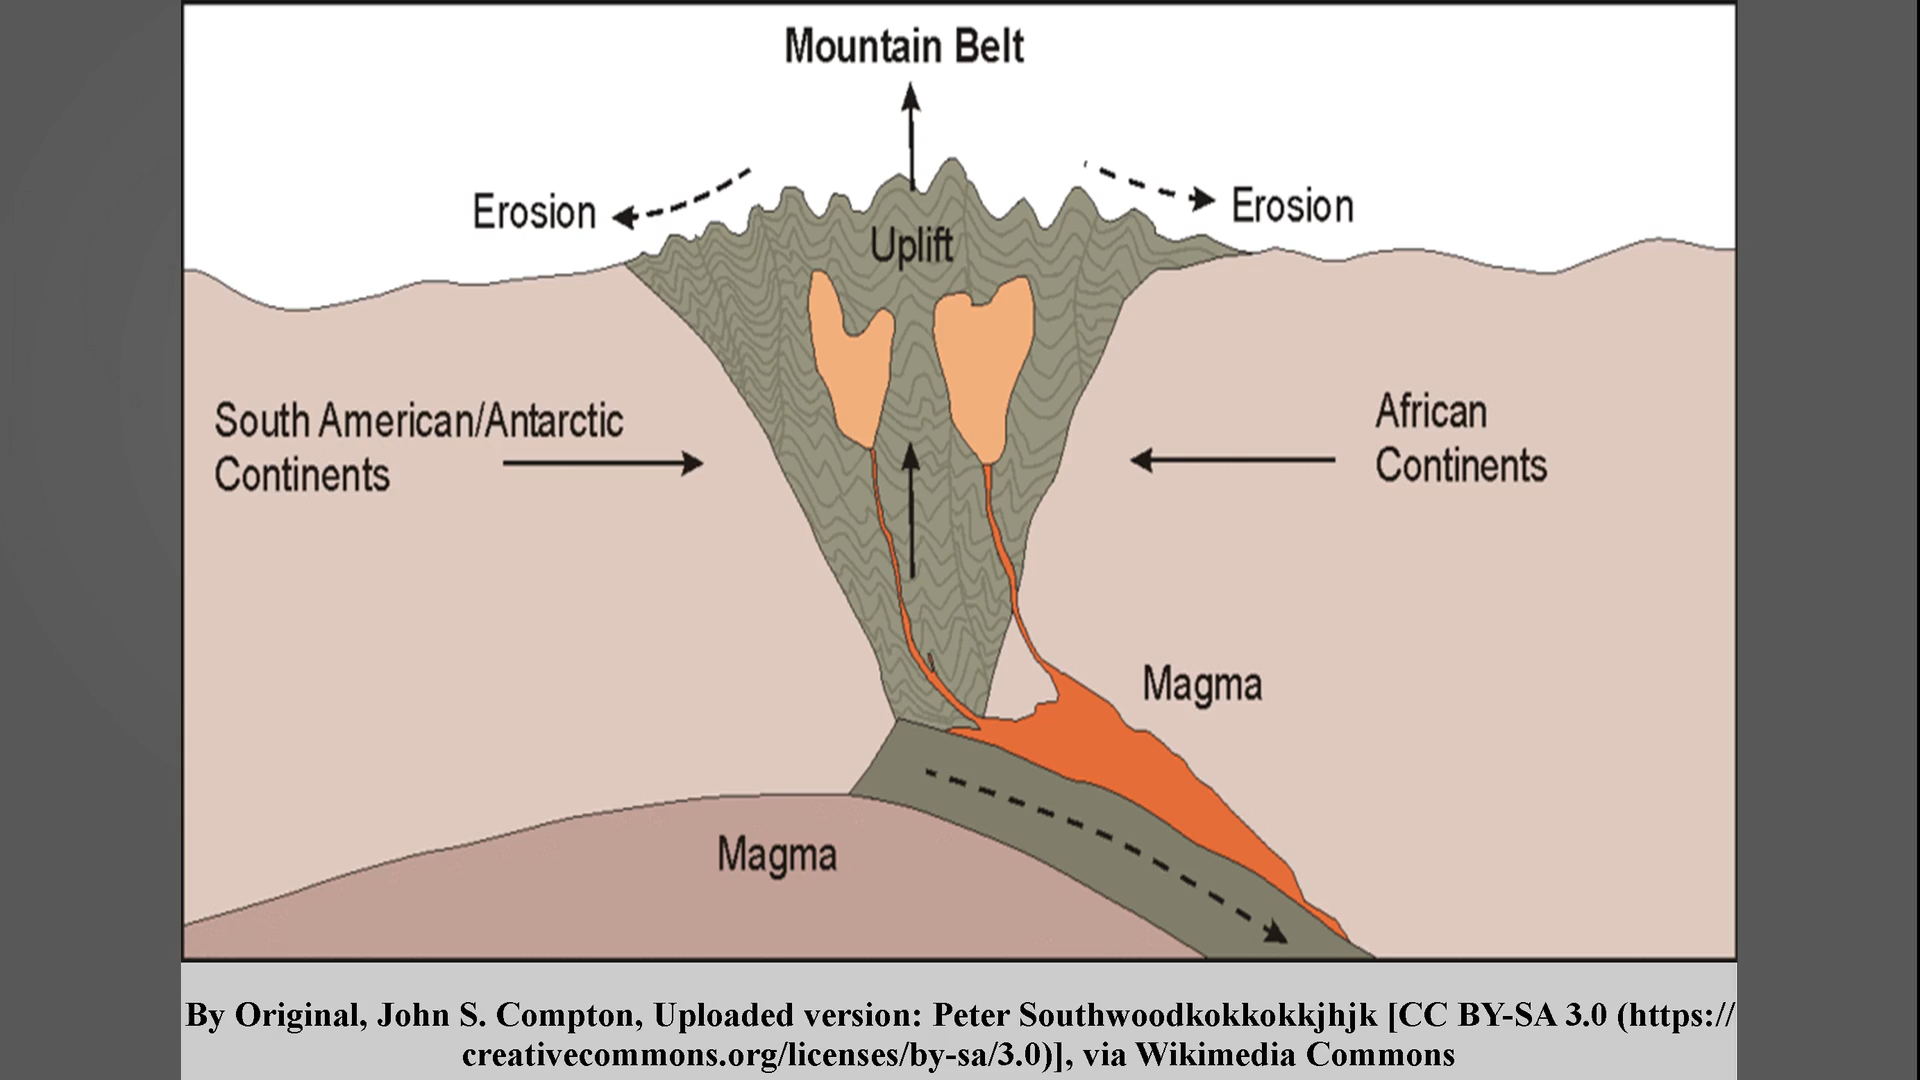 Mountain Belt
Erosion
Erosion
Uplift
South American/Antarctic
Continents
African
Continents
Magma
Magma
By Original, John S. Compton, Uploaded version: Peter Southwoodkokkokkjhjk [CC BY-SA 3.0 (https://
creativecommons.org/licenses/by-sa/3.0)], via Wikimedia Commons